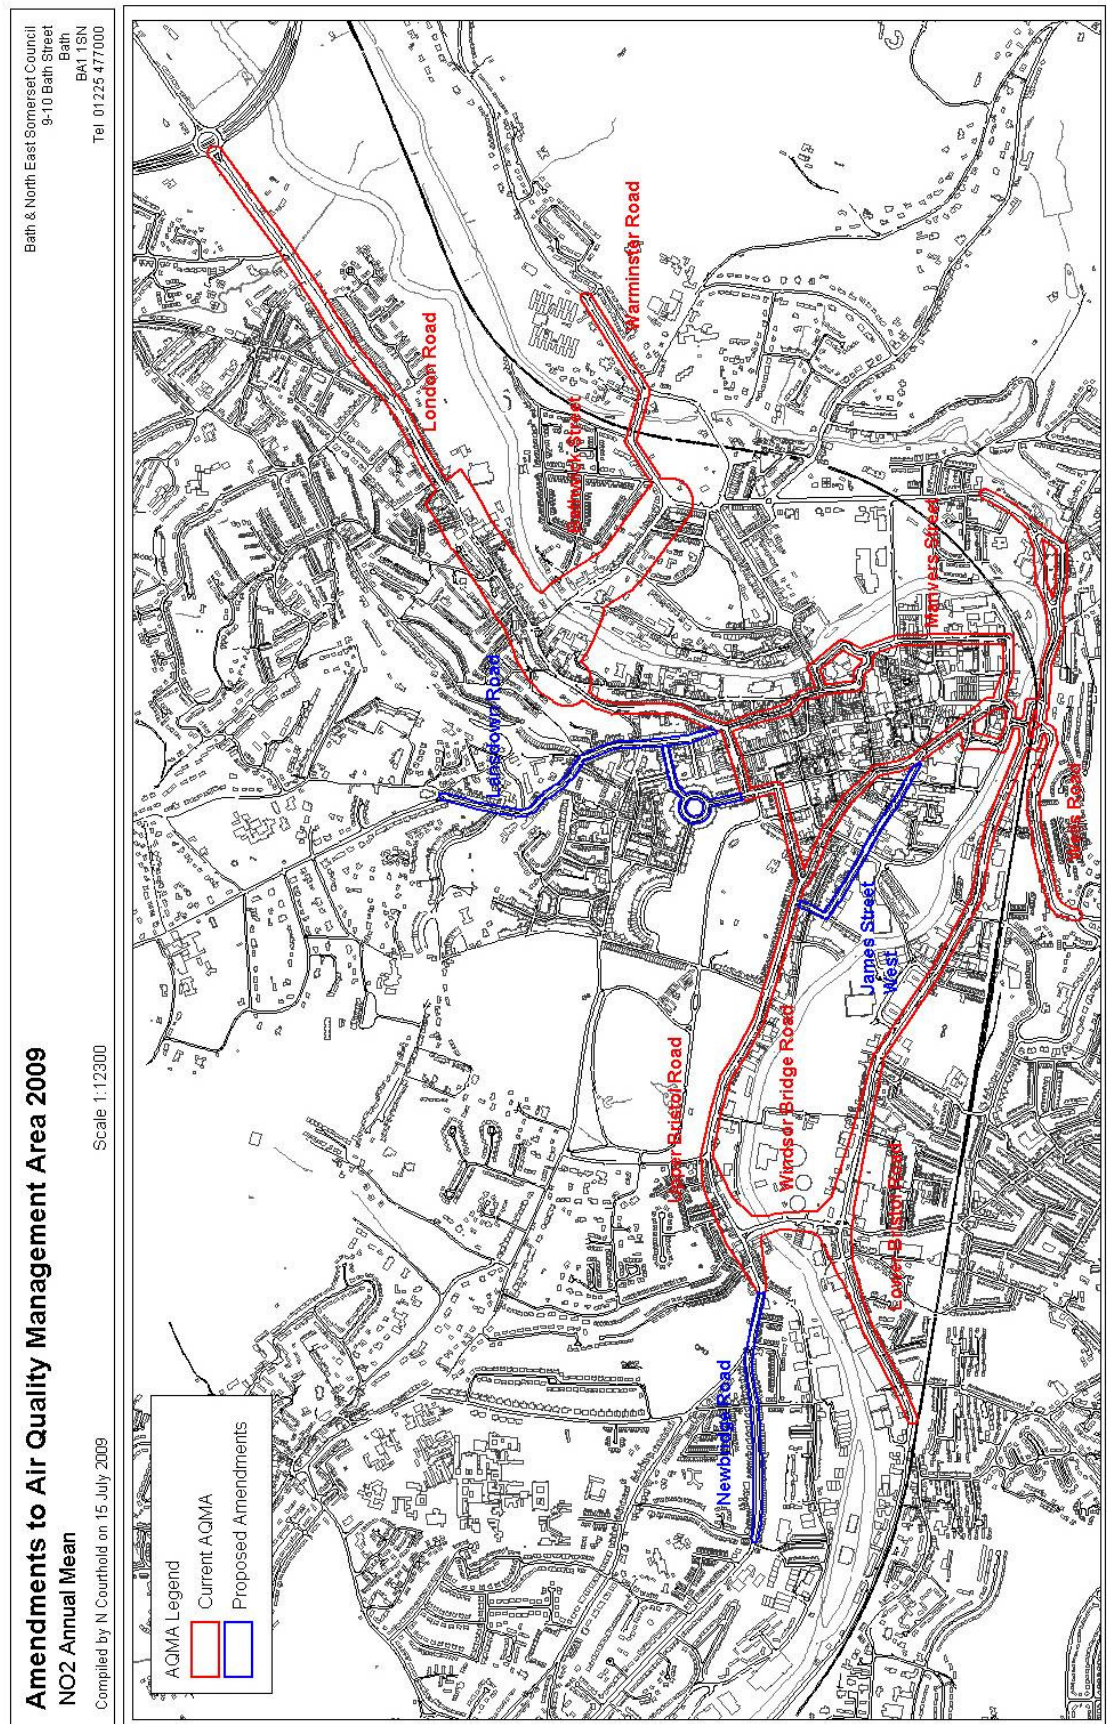 Amendments to Air Quality Management Area 2009
NO2 Annual Mean
Compiled by N Courthold on 15 July 2009
Scale 1:12300
Bath & North East Somerset Council
9-10 Bath Street
Bath
BA1 1SN
Tel 01225 477000
AQMA Legend
Current AQMA
Proposed Amendments
London Road
Warminster Road
Lansdown Road
Manvers Street
Wells Road
James Street
West
Upper Bristol Road
Windsor Bridge Road
Lower Bristol Road
Newbridge Road
Street